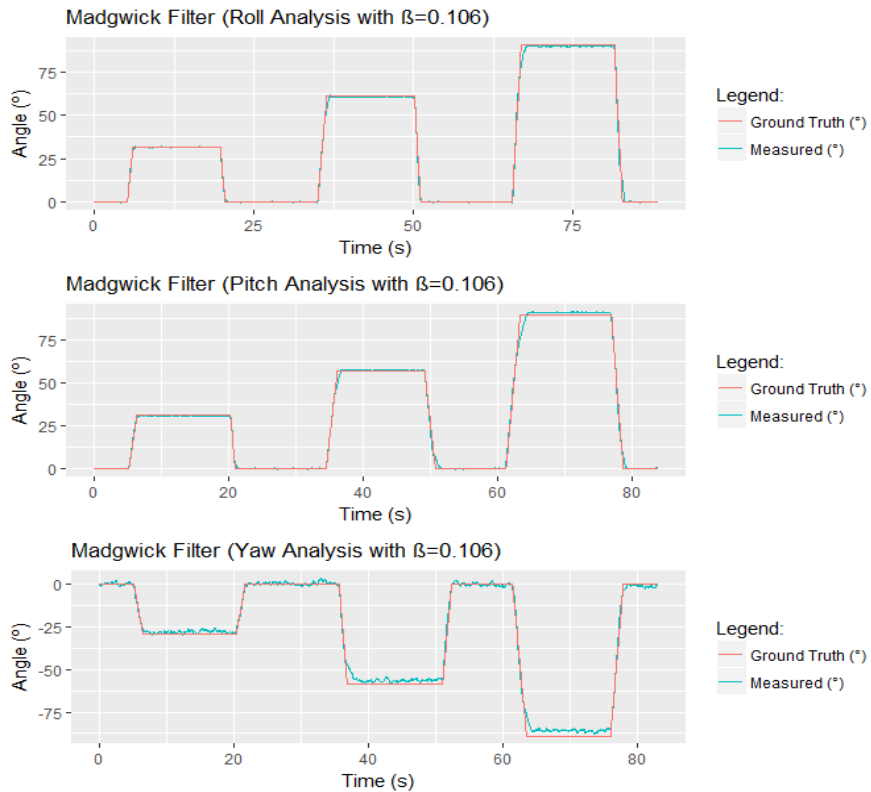 Madgwick Filter (Roll Analysis with ß=0.106)
Angle (º)
75
50
25
0
0
25
50
75
Time (s)
Legend:
Ground Truth (°)
Measured (°)
Madgwick Filter (Pitch Analysis with ß=0.106)
Angle (º)
75
50
25
0
0
20
40
60
80
Time (s)
Legend:
Ground Truth (°)
Measured (°)
Madgwick Filter (Yaw Analysis with ß=0.106)
Angle (º)
0
-25
-50
-75
0
20
40
60
80
Time (s)
Legend:
Ground Truth (°)
Measured (°)